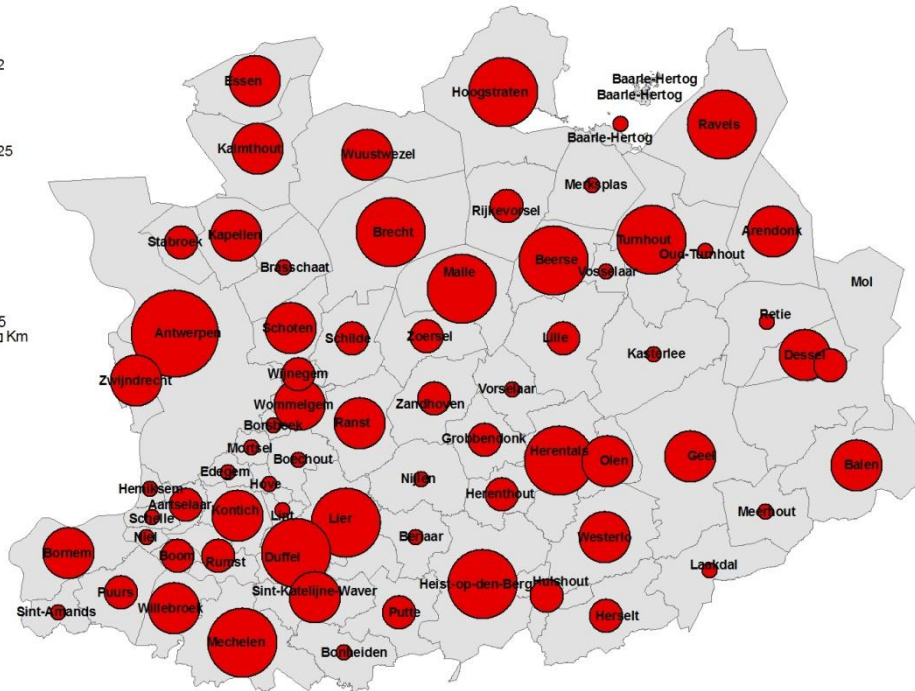 2
25
5
Km
Baarle-Hertog
Baarle-Hertog
Baarle-Hertog
Essen
Hoogstraten
Ravels
Kalmthout
Wuustwezel
Merksplas
Rijkevorsel
Stabroek
Kapellen
Brecht
Turnhout
Arendonk
Oud-Turnhout
Brasschaat
Beerse
Vosselaar
Malle
Mol
Antwerpen
Schoten
Schilde
Zoersel
Lille
Retie
Kasterlee
Dessel
Zwijndrecht
Wijnegem
Wommelgem
Vorselaar
Zandhoven
Borsbeek
Ranst
Mortsel
Grobbendonk
Boechout
Herentals
Olen
Geel
Balen
Edegem
Hove
Nijlen
Hemiksem
Aartselaar
Herenthout
Kontich
Schelle
Lint
Lier
Meerhout
Niel
Berlaar
Westerlo
Bornem
Boom
Rumst
Duffel
Laakdal
Heist-op-den-Berg
Hulshout
Puurs
Sint-Katelijne-Waver
Willebroek
Sint-Amands
Putte
Herselt
Mechelen
Bonheiden